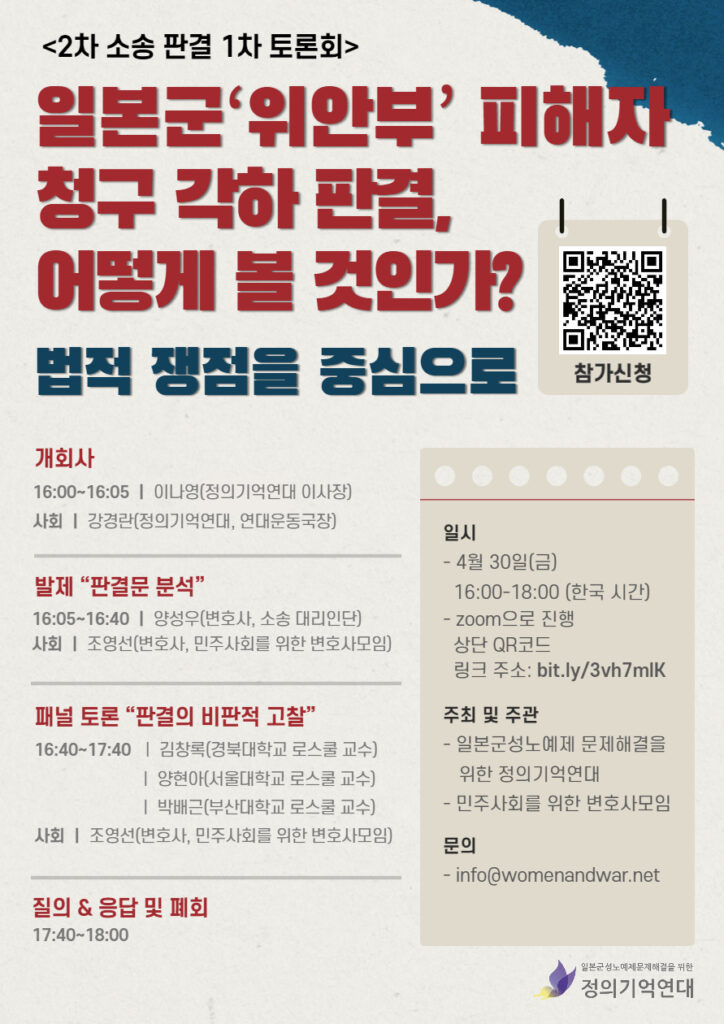 <2차 소송 판결 1차 토론회>
일본군‘위안부’ 피해자
청구 각하 판결,
어떻게 볼 것인가?
법적 쟁점을 중심으로
참가신청
개회사
16:00~16:05 | 이나영(정의기억연대 이사장)
사회 | 강경란(정의기억연대, 연대운동국장)
발제 “판결문 분석”
16:05~16:40 | 양성우(변호사, 소송 대리인단)
사회 | 조영선(변호사, 민주사회를 위한 변호사모임)
패널 토론 “판결의 비판적 고찰”
16:40~17:40 | 김창록(경북대학교 로스쿨 교수)
| 양현아(서울대학교 로스쿨 교수)
| 박배근(부산대학교 로스쿨 교수)
사회 | 조영선(변호사, 민주사회를 위한 변호사모임)
질의 & 응답 및 폐회
17:40~18:00
일시
- 4월 30일(금)
16:00-18:00 (한국 시간)
- zoom으로 진행
상단 QR코드
링크 주소: bit.ly/3vh7mlK
주최 및 주관
- 일본군성노예제 문제해결을
위한 정의기억연대
- 민주사회를 위한 변호사모임
문의
- info@womenandwar.net
일본군성노예제문제해결을 위한
정의기억연대